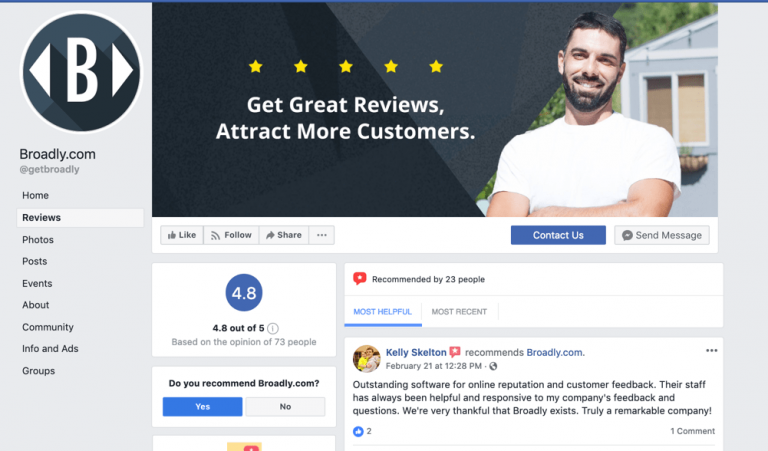 B
Get Great Reviews,
Attract More Customers.
Broadly.com
@getbroadly
Home
Reviews
Photos
Posts
Events
About
Community
Info and Ads
Groups
Like
Follow
Share
...
Contact Us
Send Message
4.8
4.8 out of 5
Based on the opinion of 73 people
Do you recommend Broadly.com?
Yes
No
Recommended by 23 people
MOST HELPFUL
MOST RECENT
Kelly Skelton recommends Broadly.com.
February 21 at 12:28 PM ·
Outstanding software for online reputation and customer feedback. Their staff
has always been helpful and responsive to my company's feedback and
questions. We're very thankful that Broadly exists. Truly a remarkable company!
2
1 Comment